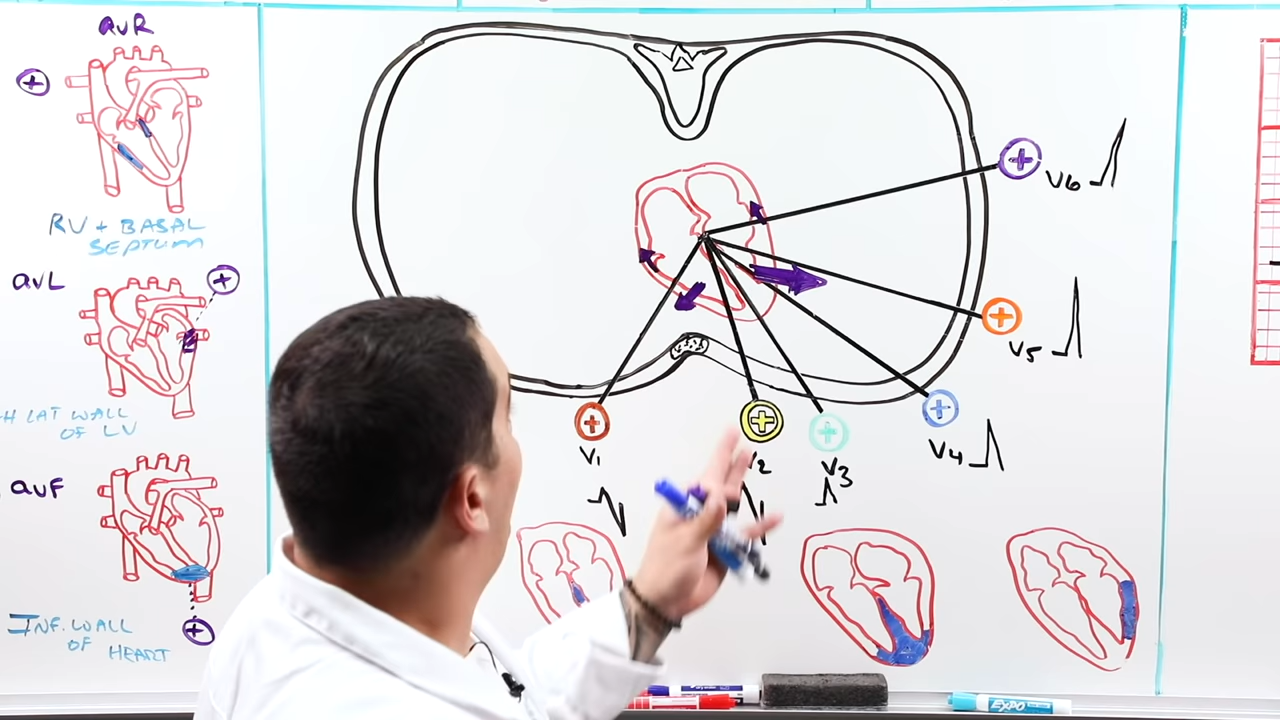 avR
+
RV + BASAL
SEPTUM
avL
+
H LAT WALL
OF LV
avF
INF. WALL
OF HEART
+
+
V6
+
V5
+
V4
+
V3
+
V2
+
V1
EXPO